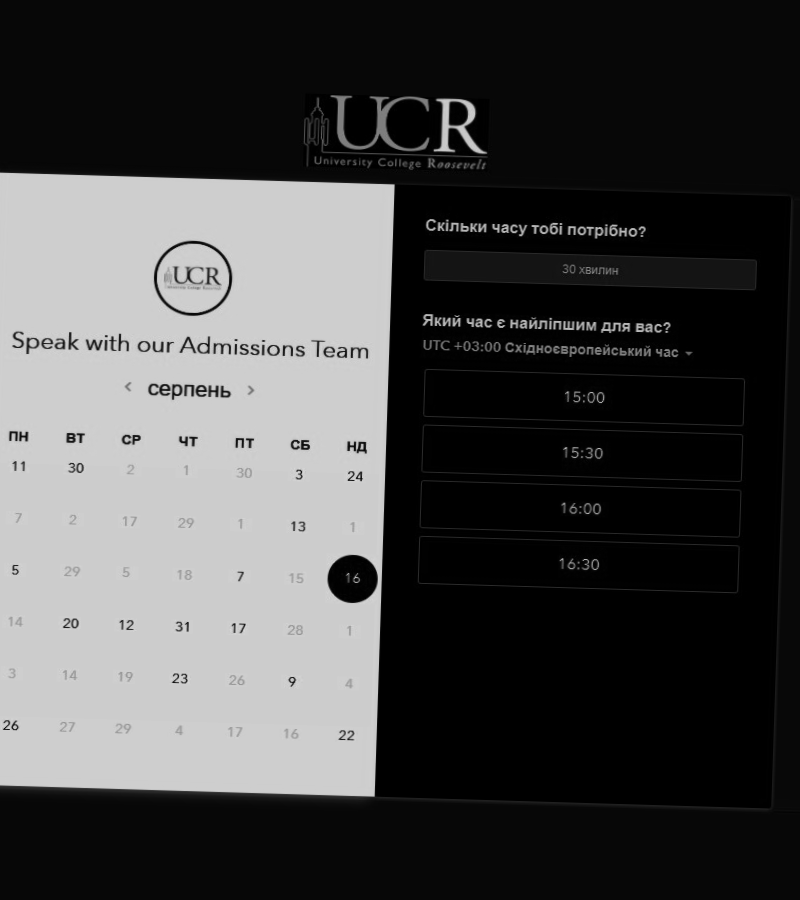 UCR
University College Roosevelt
UCR
University College Roosevelt
Speak with our Admissions Team
< серпень >
ПН ВТ СР ЧТ ПТ СБ НД
11 30 2 1 30 3 24
7 2 17 29 1 13 1
5 29 5 18 7 15 16
14 20 12 31 17 28 1
3 14 19 23 26 9 4
26 27 29 4 17 16 22
Скільки часу тобі потрібно?
30 хвилин
Який час є найліпшим для вас?
UTC +03:00 Східноєвропейський час
15:00
15:30
16:00
16:30